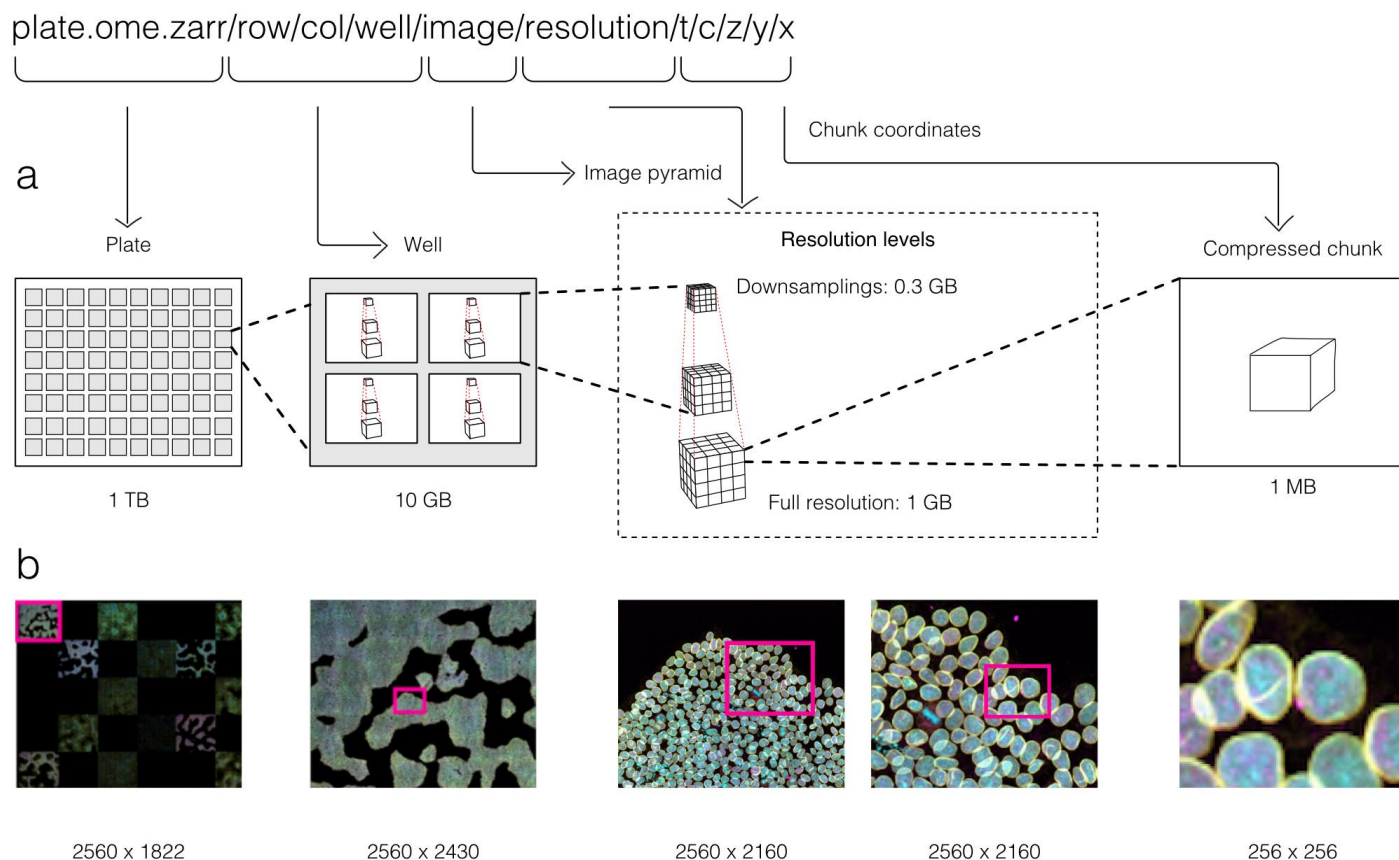 plate.ome.zarr/row/col/well/image/resolution/t/c/z/y/x
Chunk coordinates
a
Image pyramid
Plate
Well
Resolution levels
Compressed chunk
Downsamplings: 0.3 GB
Full resolution: 1 GB
1 TB
10 GB
1 MB
b
2560 x 1822
2560 x 2430
2560 x 2160
2560 x 2160
256 x 256